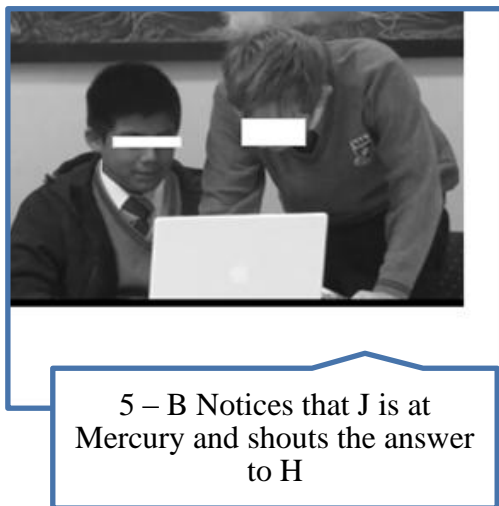 5 – B Notices that J is at
Mercury and shouts the answer
to H